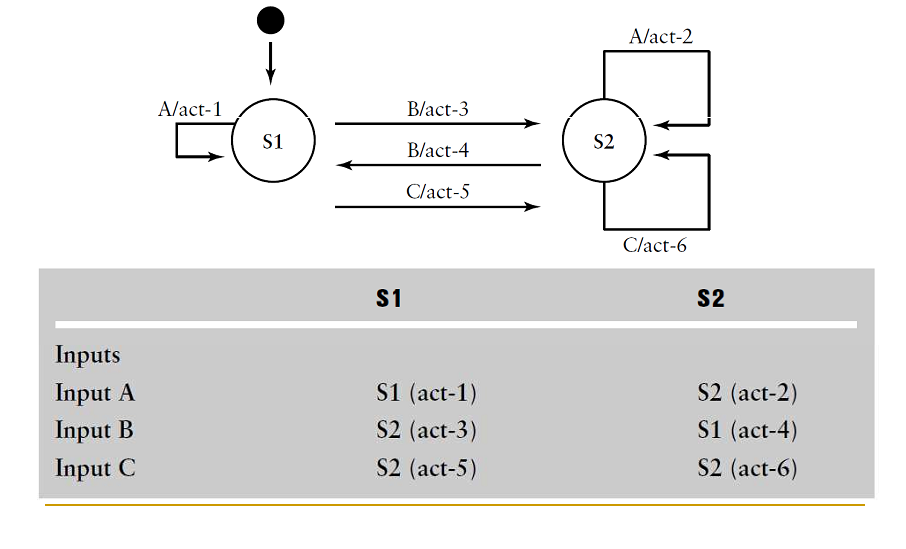 A/act-2
A/act-1
B/act-3
S1
S2
B/act-4
C/act-5
C/act-6
S1 S2
Inputs
Input A S1 (act-1) S2 (act-2)
Input B S2 (act-3) S1 (act-4)
Input C S2 (act-5) S2 (act-6)